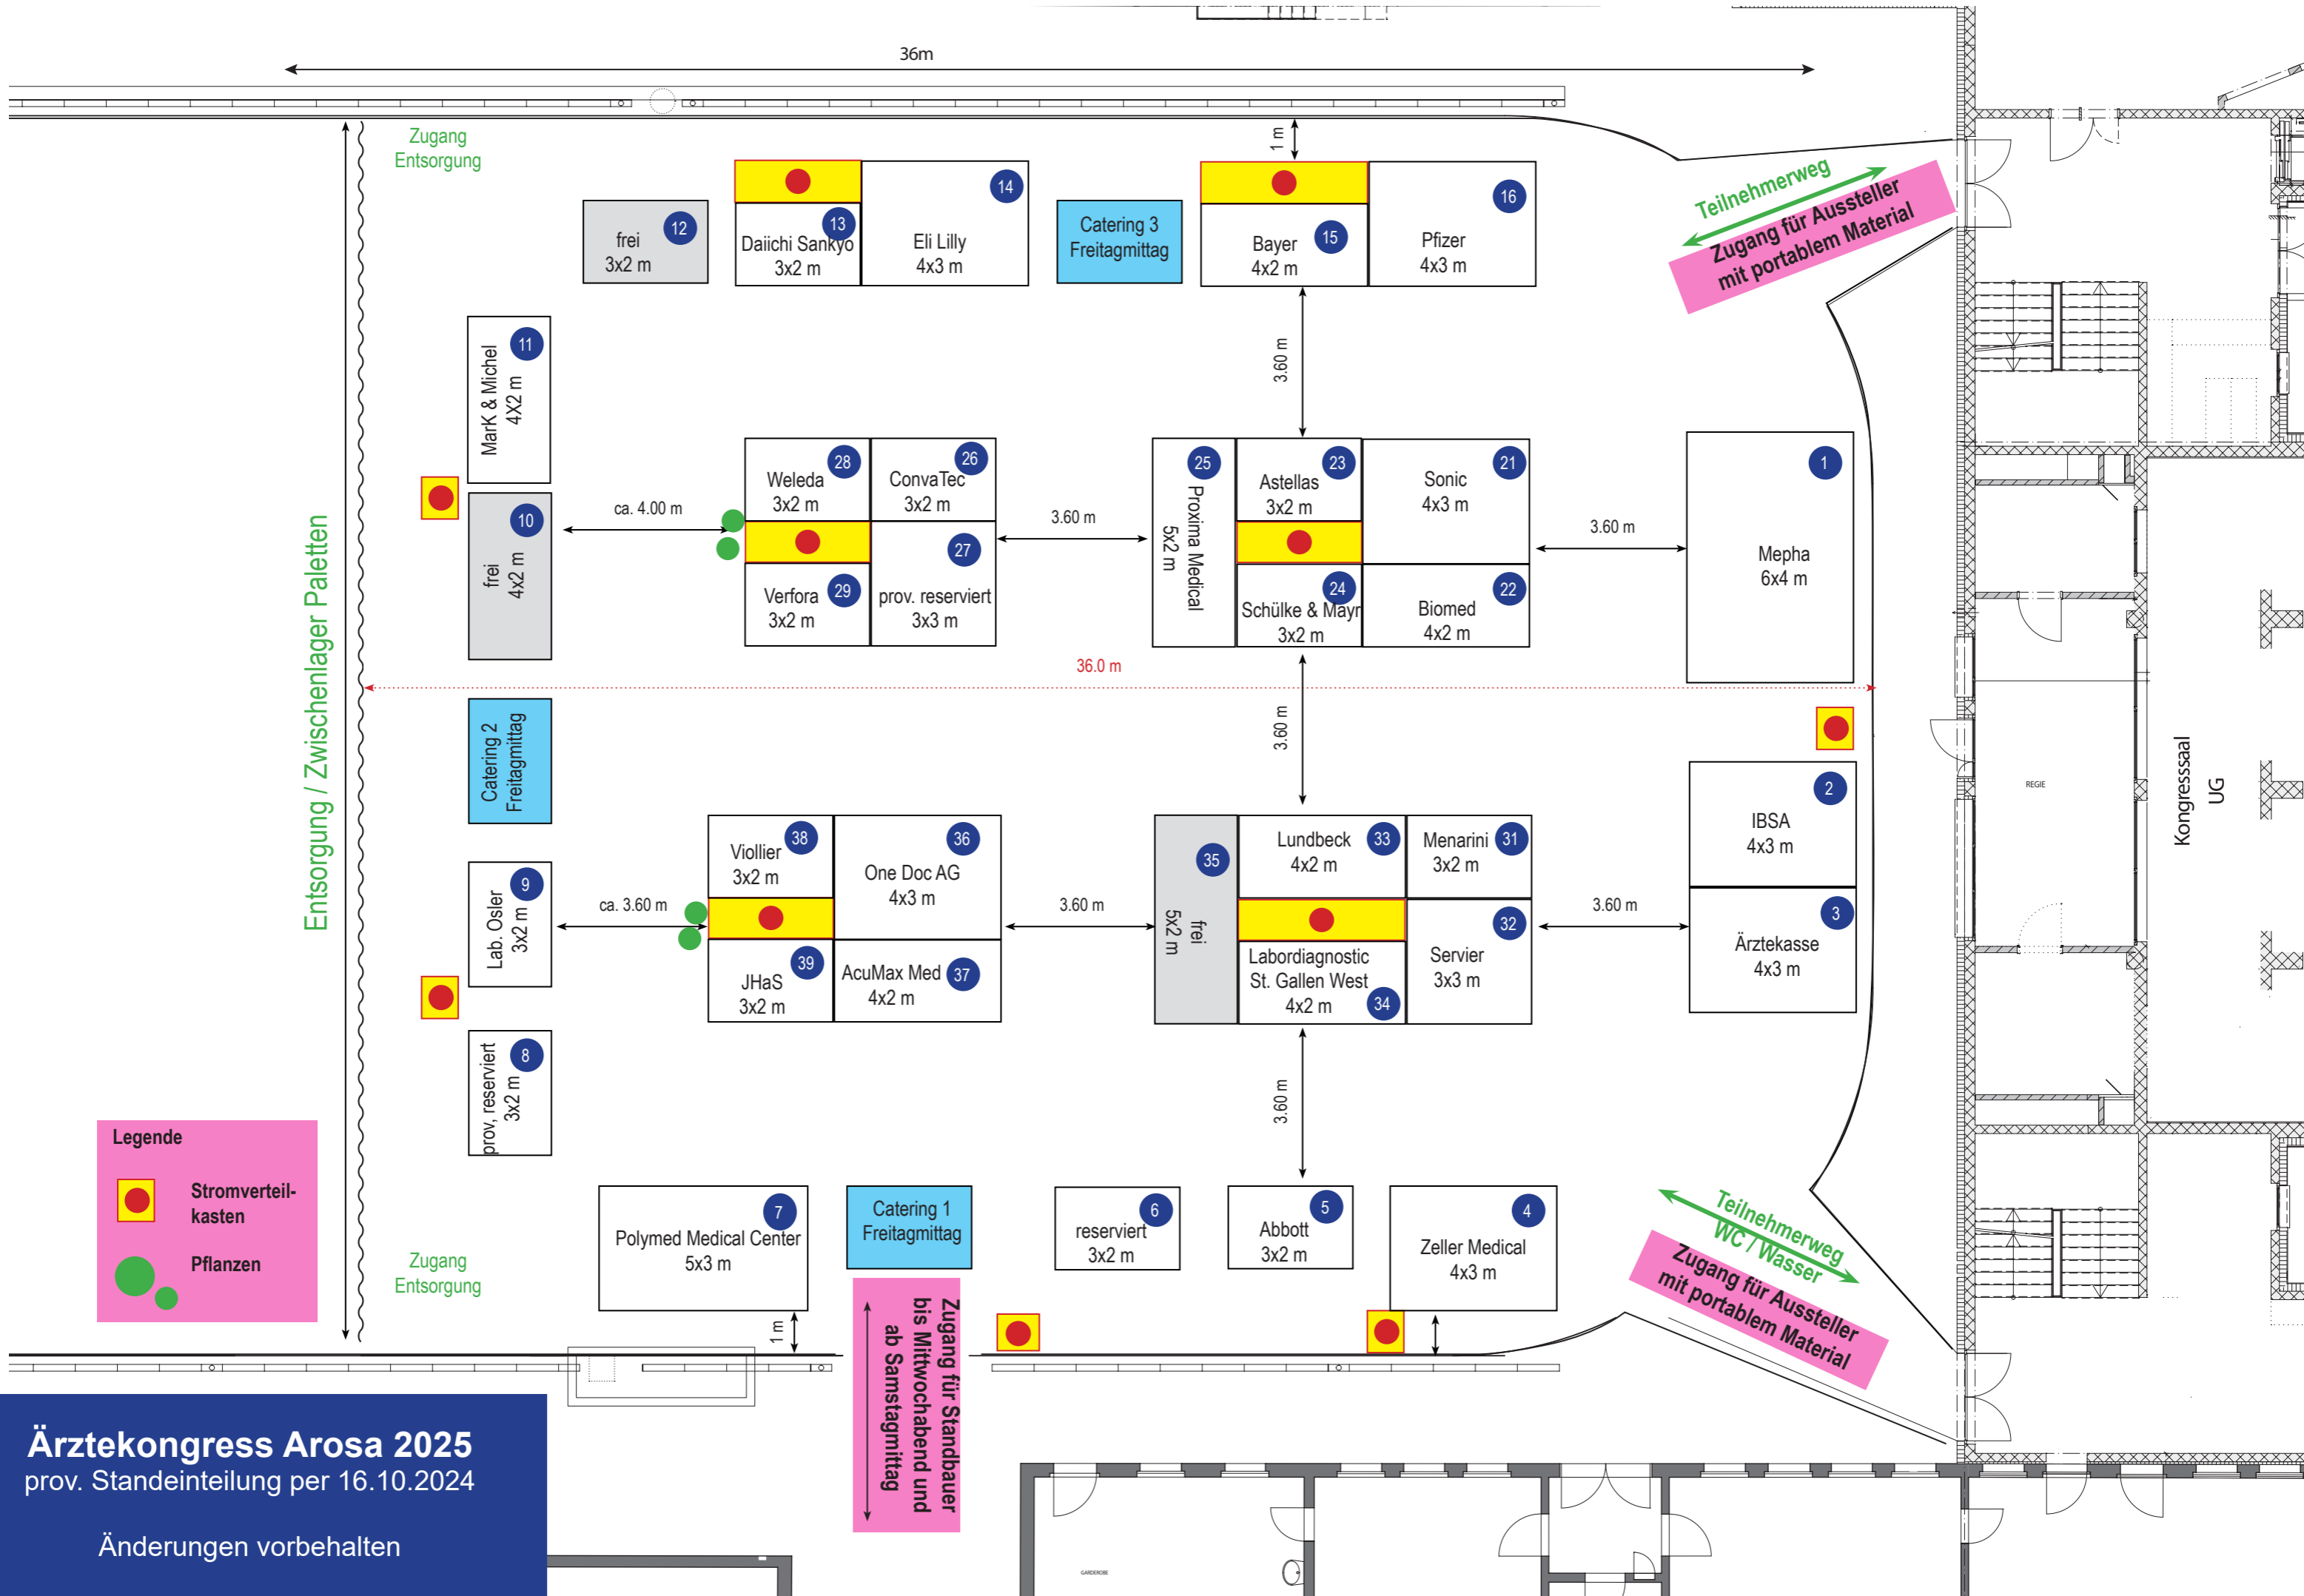 36m
Zugang
Entsorgung
1 m
14
13
Daiichi Sankyo
3x2 m
Eli Lilly
4x3 m
12
frei
3x2 m
Catering 3
Freitagmittag
15
Bayer
4x2 m
16
Pfizer
4x3 m
Teilnehmerweg
Zugang für Aussteller
mit portablem Material
11
MarK & Michel
4X2 m
3.60 m
10
frei
4x2 m
ca. 4.00 m
28
Weleda
3x2 m
26
ConvaTec
3x2 m
27
prov. reserviert
3x3 m
29
Verfora
3x2 m
3.60 m
25
Proxima Medical
5x2 m
23
Astellas
3x2 m
21
Sonic
4x3 m
24
Schülke & Mayr
3x2 m
22
Biomed
4x2 m
3.60 m
1
Mepha
6x4 m
36.0 m
Entsorgung / Zwischenlager Paletten
Catering 2
Freitagmittag
3.60 m
REGIE
Kongresssaal
UG
2
IBSA
4x3 m
3
Ärztekasse
4x3 m
9
Lab. Osler
3x2 m
ca. 3.60 m
38
Viollier
3x2 m
36
One Doc AG
4x3 m
39
JHaS
3x2 m
37
AcuMax Med
4x2 m
3.60 m
35
frei
5x2 m
33
Lundbeck
4x2 m
31
Menarini
3x2 m
32
Servier
3x3 m
Labordiagnostic
St. Gallen West
4x2 m
34
3.60 m
8
prov, reserviert
3x2 m
3.60 m
Legende
Stromverteil-
kasten
Pflanzen
Zugang
Entsorgung
7
Polymed Medical Center
5x3 m
1 m
Catering 1
Freitagmittag
6
reserviert
3x2 m
5
Abbott
3x2 m
4
Zeller Medical
4x3 m
Teilnehmerweg
WC / Wasser
Zugang für Aussteller
mit portablem Material
Zugang für Standbauer
bis Mittwochabend und
ab Samstagmittag
Ärztekongress Arosa 2025
prov. Standeinteilung per 16.10.2024
Änderungen vorbehalten
GARDEROBE